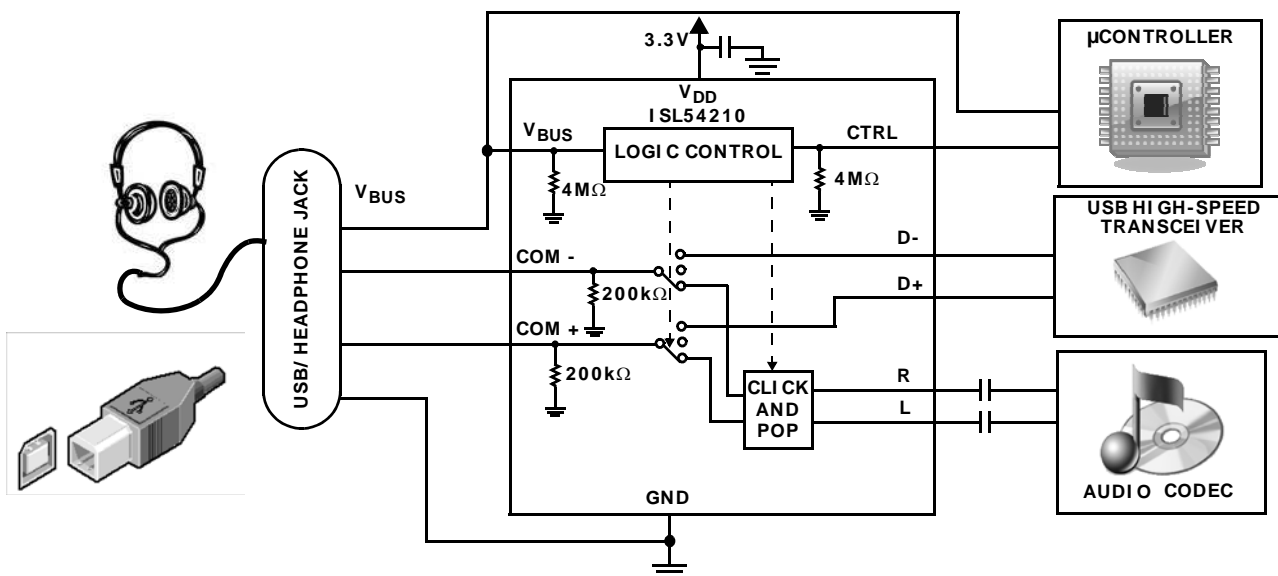 3.3V
µCONTROLLER
VDD
ISL54210
VBUS
LOGIC CONTROL
CTRL
4MΩ
4MΩ
VBUS
USB HIGH-SPEED
TRANSCEIVER
D-
COM -
200kΩ
D+
COM +
200kΩ
USB/HEADPHONE JACK
CLICK
AND
POP
R
L
AUDIO CODEC
GND